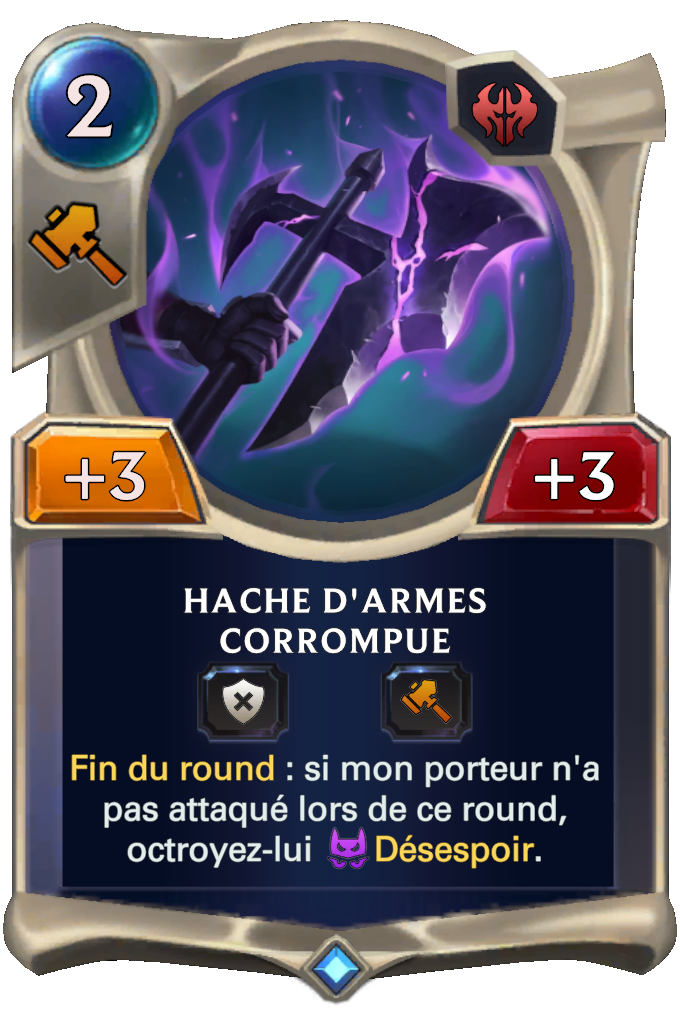 2
+3
+3
HACHE D'ARMES
CORROMPUE
Fin du round : si mon porteur n'a
pas attaqué lors de ce round,
octroyez-lui Désespoir.